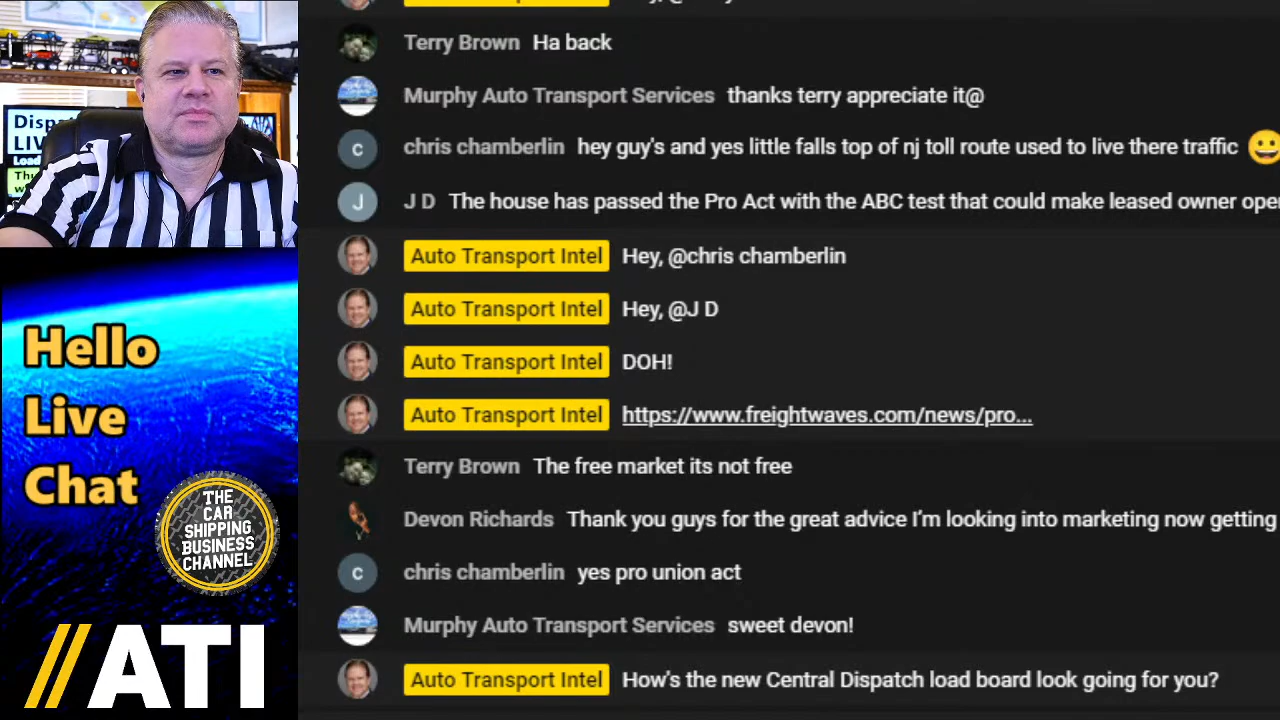 Dispa
LIV
Load
Thu
w
Hello
Live
Chat
THE
CAR
SHIPPING
BUSINESS
CHANNEL
//ATI
Terry Brown Ha back
Murphy Auto Transport Services thanks terry appreciate it@
c chris chamberlin hey guy's and yes little falls top of nj toll route used to live there traffic 😀
J J D The house has passed the Pro Act with the ABC test that could make leased owner oper
Auto Transport Intel Hey, @chris chamberlin
Auto Transport Intel Hey, @J D
Auto Transport Intel DOH!
Auto Transport Intel https://www.freightwaves.com/news/pro...
Terry Brown The free market its not free
Devon Richards Thank you guys for the great advice I'm looking into marketing now getting
c chris chamberlin yes pro union act
Murphy Auto Transport Services sweet devon!
Auto Transport Intel How's the new Central Dispatch load board look going for you?